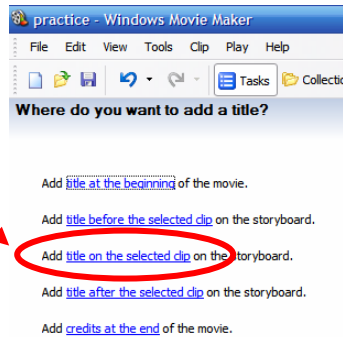 practice - Windows Movie Maker
File Edit View Tools Clip Play Help
Tasks Collectio
Where do you want to add a title?
Add title at the beginning of the movie.
Add title before the selected clip on the storyboard.
Add title on the selected clip on the storyboard.
Add title after the selected clip on the storyboard.
Add credits at the end of the movie.